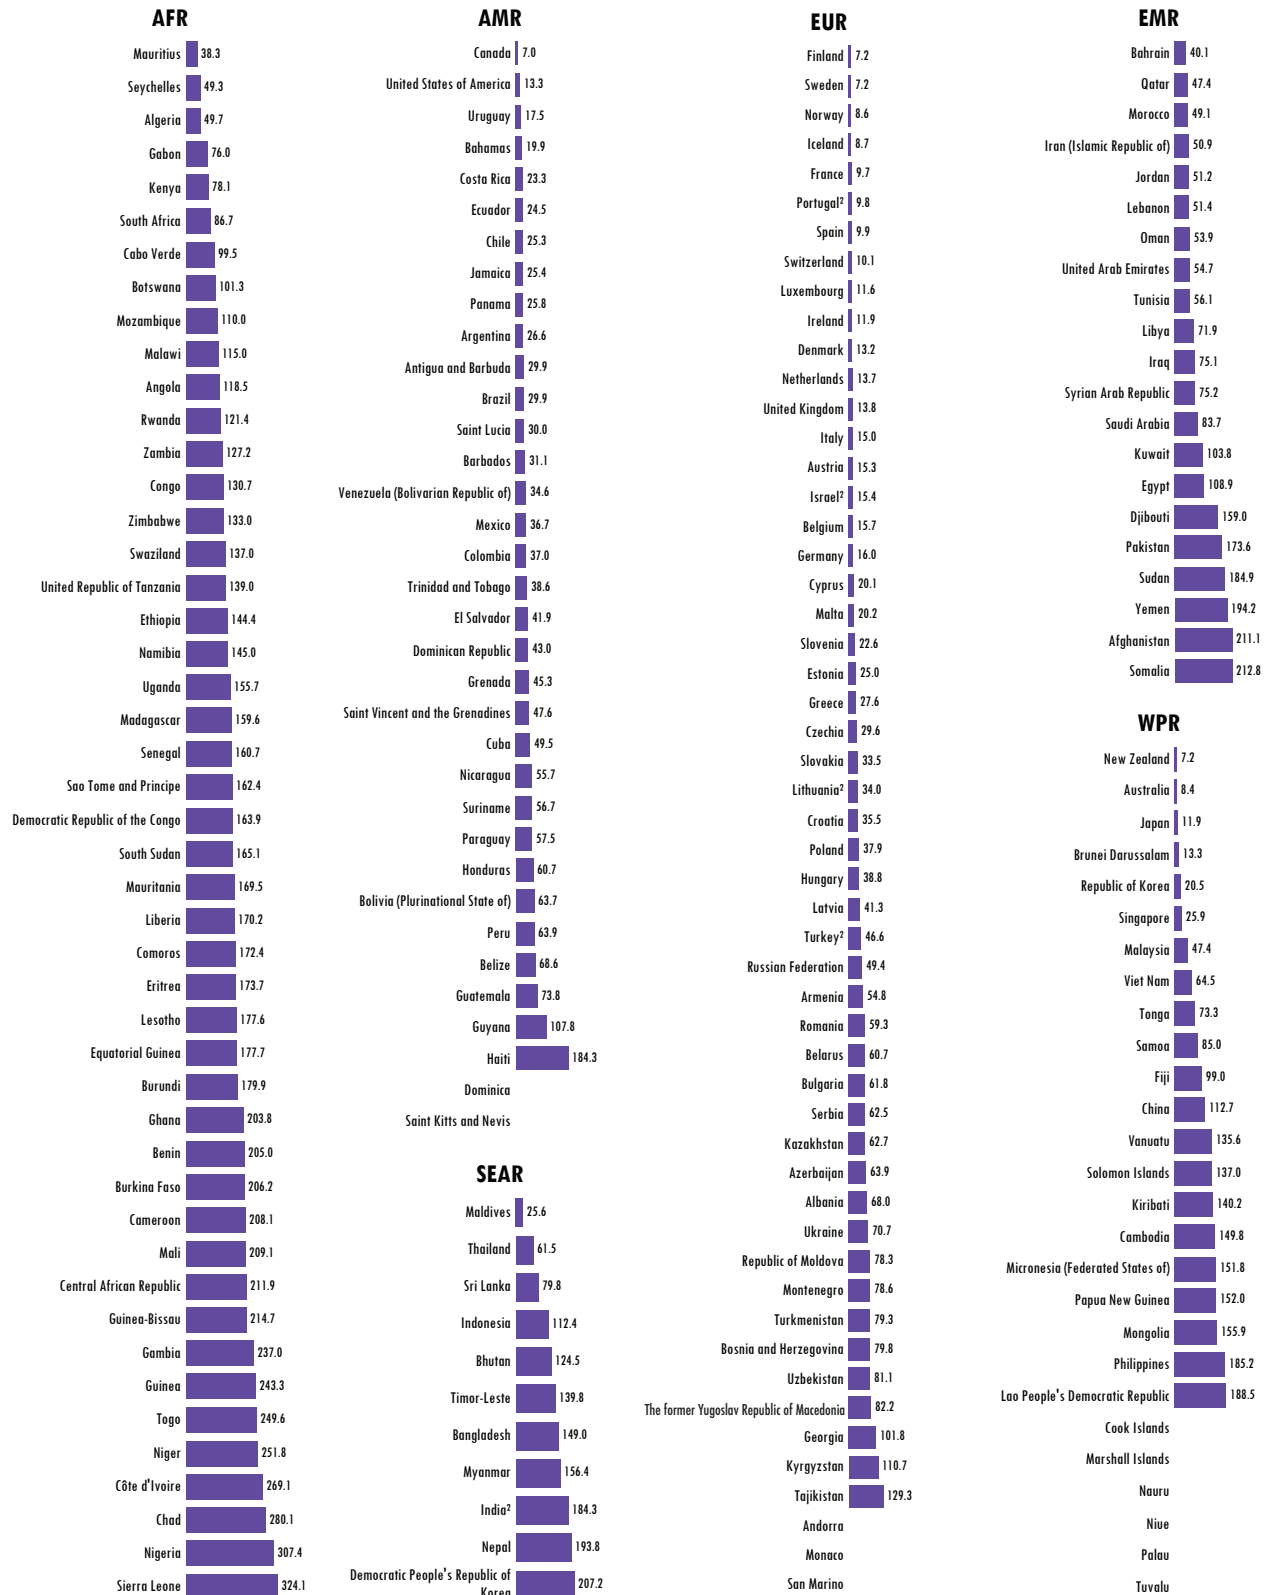 AFR
Mauritius 38.3
Seychelles 49.3
Algeria 49.7
Gabon 76.0
Kenya 78.1
South Africa 86.7
Cabo Verde 99.5
Botswana 101.3
Mozambique 110.0
Malawi 115.0
Angola 118.5
Rwanda 121.4
Zambia 127.2
Congo 130.7
Zimbabwe 133.0
Swaziland 137.0
United Republic of Tanzania 139.0
Ethiopia 144.4
Namibia 145.0
Uganda 155.7
Madagascar 159.6
Senegal 160.7
Sao Tome and Principe 162.4
Democratic Republic of the Congo 163.9
South Sudan 165.1
Mauritania 169.5
Liberia 170.2
Comoros 172.4
Eritrea 173.7
Lesotho 177.6
Equatorial Guinea 177.7
Burundi 179.9
Ghana 203.8
Benin 205.0
Burkina Faso 206.2
Cameroon 208.1
Mali 209.1
Central African Republic 211.9
Guinea-Bissau 214.7
Gambia 237.0
Guinea 243.3
Togo 249.6
Niger 251.8
Côte d'Ivoire 269.1
Chad 280.1
Nigeria 307.4
Sierra Leone 324.1
AMR
Canada 7.0
United States of America 13.3
Uruguay 17.5
Bahamas 19.9
Costa Rica 23.3
Ecuador 24.5
Chile 25.3
Jamaica 25.4
Panama 25.8
Argentina 26.6
Antigua and Barbuda 29.9
Brazil 29.9
Saint Lucia 30.0
Barbados 31.1
Venezuela (Bolivarian Republic of) 34.6
Mexico 36.7
Colombia 37.0
Trinidad and Tobago 38.6
El Salvador 41.9
Dominican Republic 43.0
Grenada 45.3
Saint Vincent and the Grenadines 47.6
Cuba 49.5
Nicaragua 55.7
Suriname 56.7
Paraguay 57.5
Honduras 60.7
Bolivia (Plurinational State of) 63.7
Peru 63.9
Belize 68.6
Guatemala 73.8
Guyana 107.8
Haiti 184.3
Dominica
Saint Kitts and Nevis
SEAR
Maldives 25.6
Thailand 61.5
Sri Lanka 79.8
Indonesia 112.4
Bhutan 124.5
Timor-Leste 139.8
Bangladesh 149.0
Myanmar 156.4
India² 184.3
Nepal 193.8
Democratic People's Republic of
Korea 207.2
EUR
Finland 7.2
Sweden 7.2
Norway 8.6
Iceland 8.7
France 9.7
Portugal² 9.8
Spain 9.9
Switzerland 10.1
Luxembourg 11.6
Ireland 11.9
Denmark 13.2
Netherlands 13.7
United Kingdom 13.8
Italy 15.0
Austria 15.3
Israel² 15.4
Belgium 15.7
Germany 16.0
Cyprus 20.1
Malta 20.2
Slovenia 22.6
Estonia 25.0
Greece 27.6
Czechia 29.6
Slovakia 33.5
Lithuania² 34.0
Croatia 35.5
Poland 37.9
Hungary 38.8
Latvia 41.3
Turkey² 46.6
Russian Federation 49.4
Armenia 54.8
Romania 59.3
Belarus 60.7
Bulgaria 61.8
Serbia 62.5
Kazakhstan 62.7
Azerbaijan 63.9
Albania 68.0
Ukraine 70.7
Republic of Moldova 78.3
Montenegro 78.6
Turkmenistan 79.3
Bosnia and Herzegovina 79.8
Uzbekistan 81.1
The former Yugoslav Republic of Macedonia 82.2
Georgia 101.8
Kyrgyzstan 110.7
Tajikistan 129.3
Andorra
Monaco
San Marino
EMR
Bahrain 40.1
Qatar 47.4
Morocco 49.1
Iran (Islamic Republic of) 50.9
Jordan 51.2
Lebanon 51.4
Oman 53.9
United Arab Emirates 54.7
Tunisia 56.1
Libya 71.9
Iraq 75.1
Syrian Arab Republic 75.2
Saudi Arabia 83.7
Kuwait 103.8
Egypt 108.9
Djibouti 159.0
Pakistan 173.6
Sudan 184.9
Yemen 194.2
Afghanistan 211.1
Somalia 212.8
WPR
New Zealand 7.2
Australia 8.4
Japan 11.9
Brunei Darussalam 13.3
Republic of Korea 20.5
Singapore 25.9
Malaysia 47.4
Viet Nam 64.5
Tonga 73.3
Samoa 85.0
Fiji 99.0
China 112.7
Vanuatu 135.6
Solomon Islands 137.0
Kiribati 140.2
Cambodia 149.8
Micronesia (Federated States of) 151.8
Papua New Guinea 152.0
Mongolia 155.9
Philippines 185.2
Lao People's Democratic Republic 188.5
Cook Islands
Marshall Islands
Nauru
Niue
Palau
Tuvalu